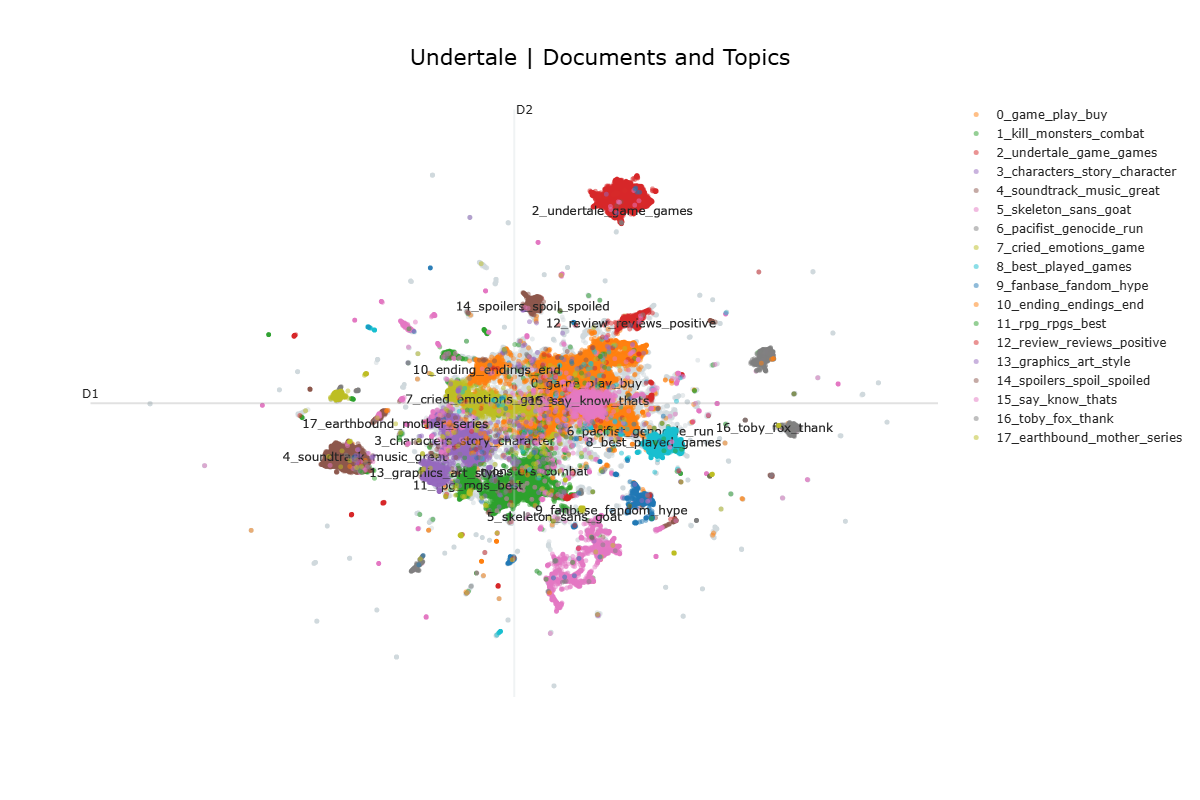 Undertale | Documents and Topics
D2
D1
2_undertale_game_games
14_spoilers_spoil_spoiled
12_review_reviews_positive
10_ending_endings_end
0_game_play_buy
7_cried_emotions_game
15_say_know_thats
17_earthbound_mother_series
6_pacifist_genocide_run
16_toby_fox_thank
3_characters_story_character
8_best_played_games
4_soundtrack_music_great
13_graphics_art_style
combat
11_rpg_rpgs_best
9_fanbase_fandom_hype
5_skeleton_sans_goat
0_game_play_buy
1_kill_monsters_combat
2_undertale_game_games
3_characters_story_character
4_soundtrack_music_great
5_skeleton_sans_goat
6_pacifist_genocide_run
7_cried_emotions_game
8_best_played_games
9_fanbase_fandom_hype
10_ending_endings_end
11_rpg_rpgs_best
12_review_reviews_positive
13_graphics_art_style
14_spoilers_spoil_spoiled
15_say_know_thats
16_toby_fox_thank
17_earthbound_mother_series